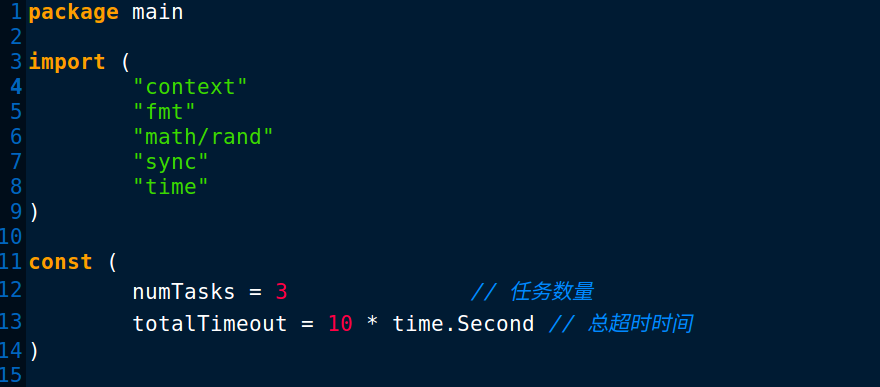 1 package main
2
3 import (
4         "context"
5         "fmt"
6         "math/rand"
7         "sync"
8         "time"
9 )
10
11 const (
12         numTasks = 3              // 任务数量
13         totalTimeout = 10 * time.Second // 总超时时间
14 )
15